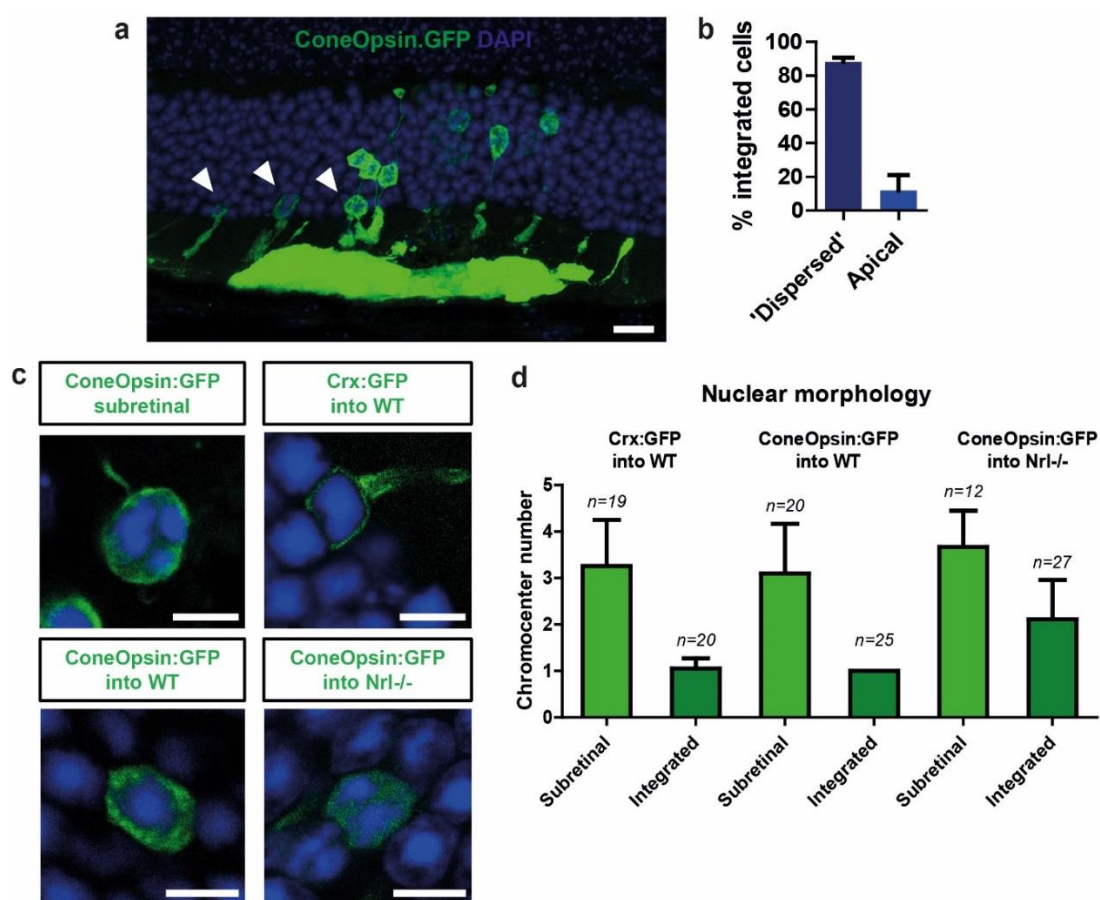 a
ConeOpsin.GFP DAPI
b
% integrated cells
100
80
60
40
20
0
'Dispersed'
Apical
c
ConeOpsin:GFP
subretinal
Crx:GFP
into WT
ConeOpsin:GFP
into WT
ConeOpsin:GFP
into Nrl-/-
d
Nuclear morphology
Crx:GFP
into WT
ConeOpsin:GFP
into WT
ConeOpsin:GFP
into Nrl-/-
Chromocenter number
5
4
3
2
1
0
n=19
n=20
n=20
n=25
n=12
n=27
Subretinal
Integrated
Subretinal
Integrated
Subretinal
Integrated